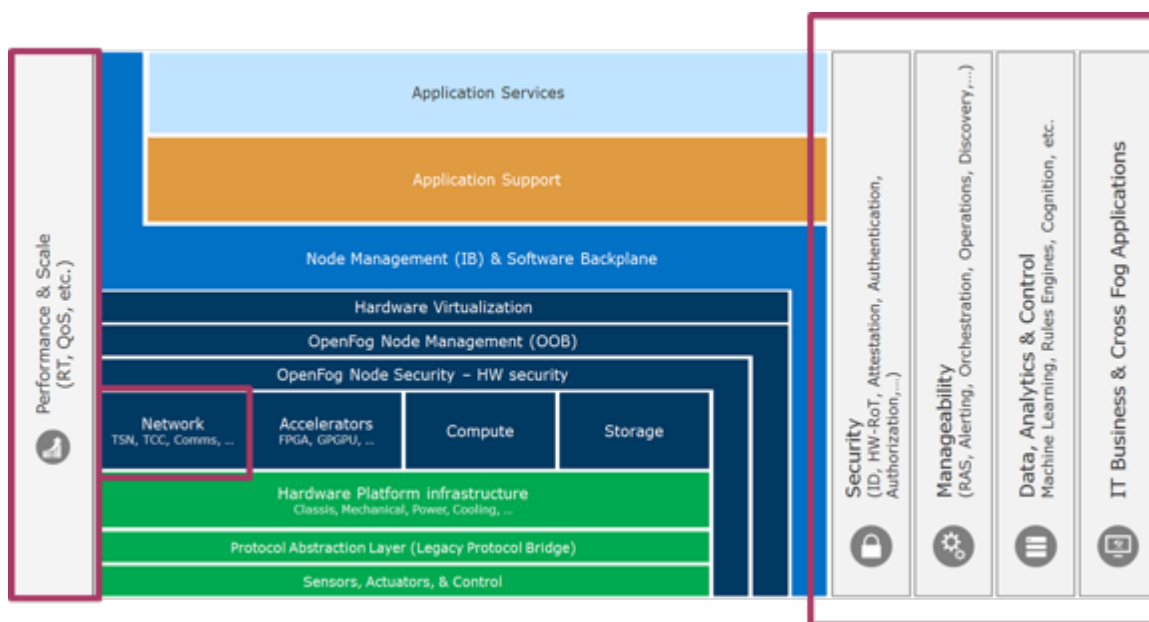 Performance & Scale
(RT, QoS, etc.)
Application Services
Application Support
Node Management (IB) & Software Backplane
Hardware Virtualization
OpenFog Node Management (OOB)
OpenFog Node Security – HW security
Network
TSN, TCC, Comms, ...
Accelerators
FPGA, GPGPU, ...
Compute
Storage
Hardware Platform infrastructure
Classis, Mechanical, Power, Cooling, ...
Protocol Abstraction Layer (Legacy Protocol Bridge)
Sensors, Actuators, & Control
Security
(ID, HW-RoT, Attestation, Authentication,
Authorization,...)
Manageability
(RAS, Alerting, Orchestration, Operations, Discovery,...)
Data, Analytics & Control
Machine Learning, Rules Engines, Cognition, etc.
IT Business & Cross Fog Applications